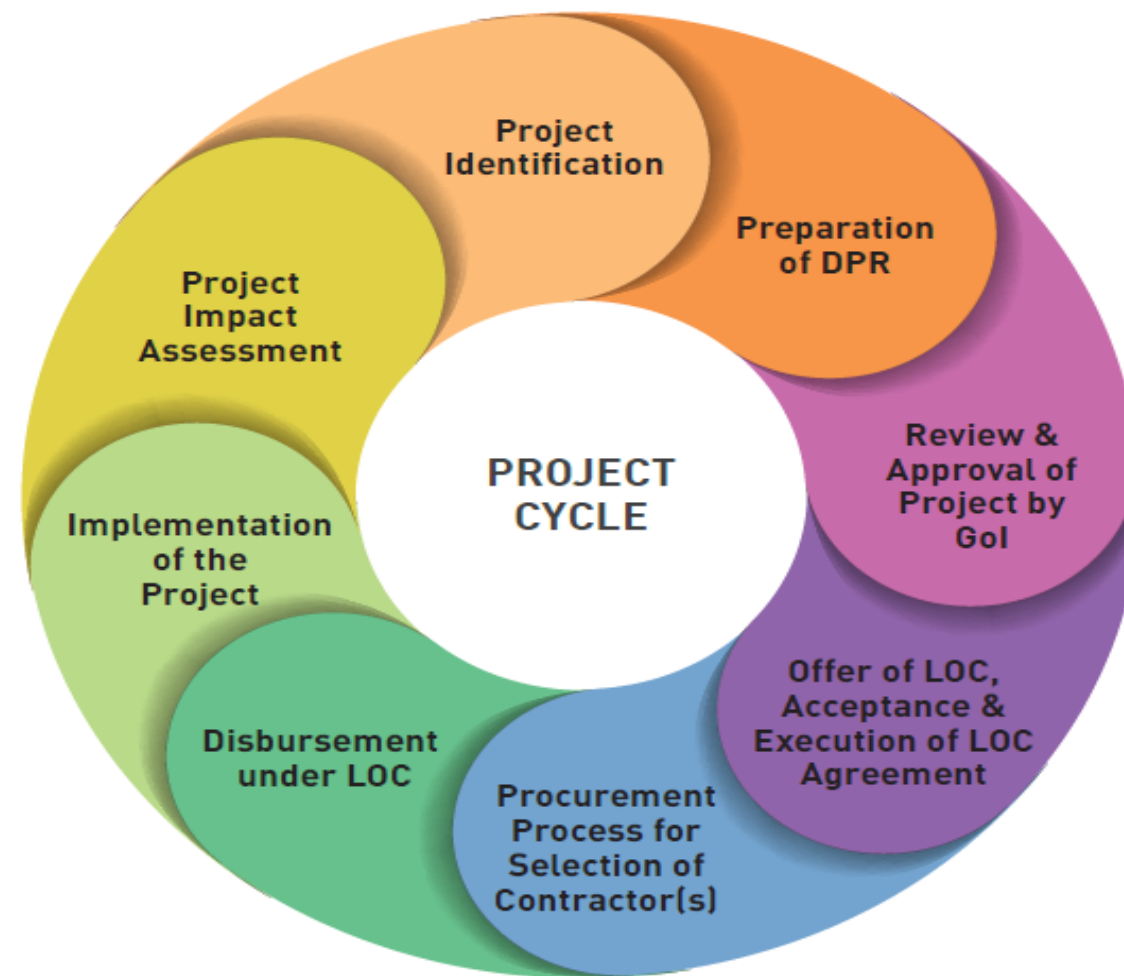 Project
Identification
Preparation
of DPR
Review &
Approval of
Project by
GoI
Offer of LOC,
Acceptance &
Execution of LOC
Agreement
Procurement
Process for
Selection of
Contractor(s)
Disbursement
under LOC
Implementation
of the
Project
Project
Impact
Assessment
PROJECT
CYCLE